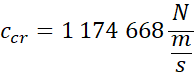 c_cr = 1 174 668 N/(m/s)